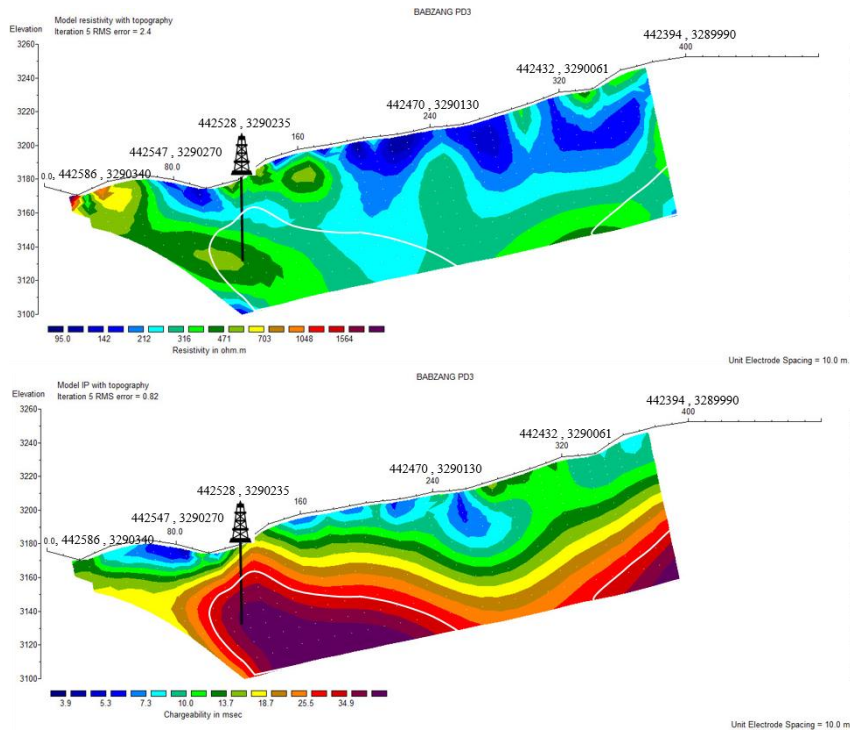 BABZANG PD3
Model resistivity with topography
Iteration 5 RMS error = 2.4
Elevation
442394 , 3289990
400
3260
442432 , 3290061
320
3240
442470 , 3290130
240
3220
442528 , 3290235
160
3200
442547 , 3290270
80
3180
0.0, 442586 , 3290340
3160
3140
3120
3100
95.0 142 212 316 471 703 1048 1564
Resistivity in ohm.m
Unit Electrode Spacing = 10.0 m.
BABZANG PD3
Model IP with topography
Iteration 5 RMS error = 0.82
Elevation
442394 , 3289990
400
3260
442432 , 3290061
320
3240
442470 , 3290130
240
3220
442528 , 3290235
160
3200
442547 , 3290270
80
3180
0.0, 442586 , 3290340
3160
3140
3120
3100
3.9 5.3 7.3 10.0 13.7 18.7 25.5 34.9
Chargeability in msec
Unit Electrode Spacing = 10.0 m.